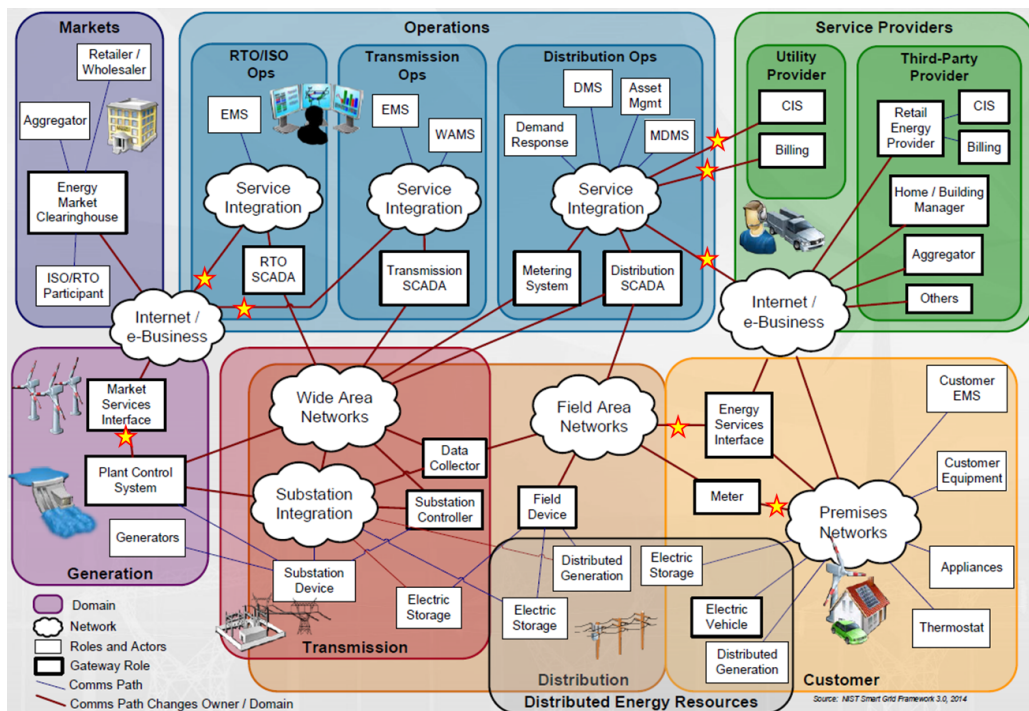 Markets
Retailer /
Wholesaler
Aggregator
Energy
Market
Clearinghouse
ISO/RTO
Participant
Internet /
e-Business
Operations
RTO/ISO
Ops
EMS
Service
Integration
RTO
SCADA
Transmission
Ops
EMS
WAMS
Service
Integration
Transmission
SCADA
Distribution Ops
DMS
Asset
Mgmt
Demand
Response
MDMS
Service
Integration
Metering
System
Distribution
SCADA
Service Providers
Utility
Provider
CIS
Billing
Third-Party
Provider
Retail
Energy
Provider
CIS
Billing
Home / Building
Manager
Aggregator
Others
Internet /
e-Business
Market
Services
Interface
Plant Control
System
Generators
Generation
Wide Area
Networks
Substation
Integration
Data
Collector
Substation
Controller
Substation
Device
Electric
Storage
Transmission
Field Area
Networks
Field
Device
Distributed
Generation
Electric
Storage
Distribution
Energy
Services
Interface
Meter
Premises
Networks
Customer
EMS
Customer
Equipment
Appliances
Thermostat
Electric
Storage
Electric
Vehicle
Distributed
Generation
Customer
Distributed Energy Resources
Source: NIST Smart Grid Framework 3.0, 2014
Domain
Network
Roles and Actors
Gateway Role
Comms Path
Comms Path Changes Owner / Domain